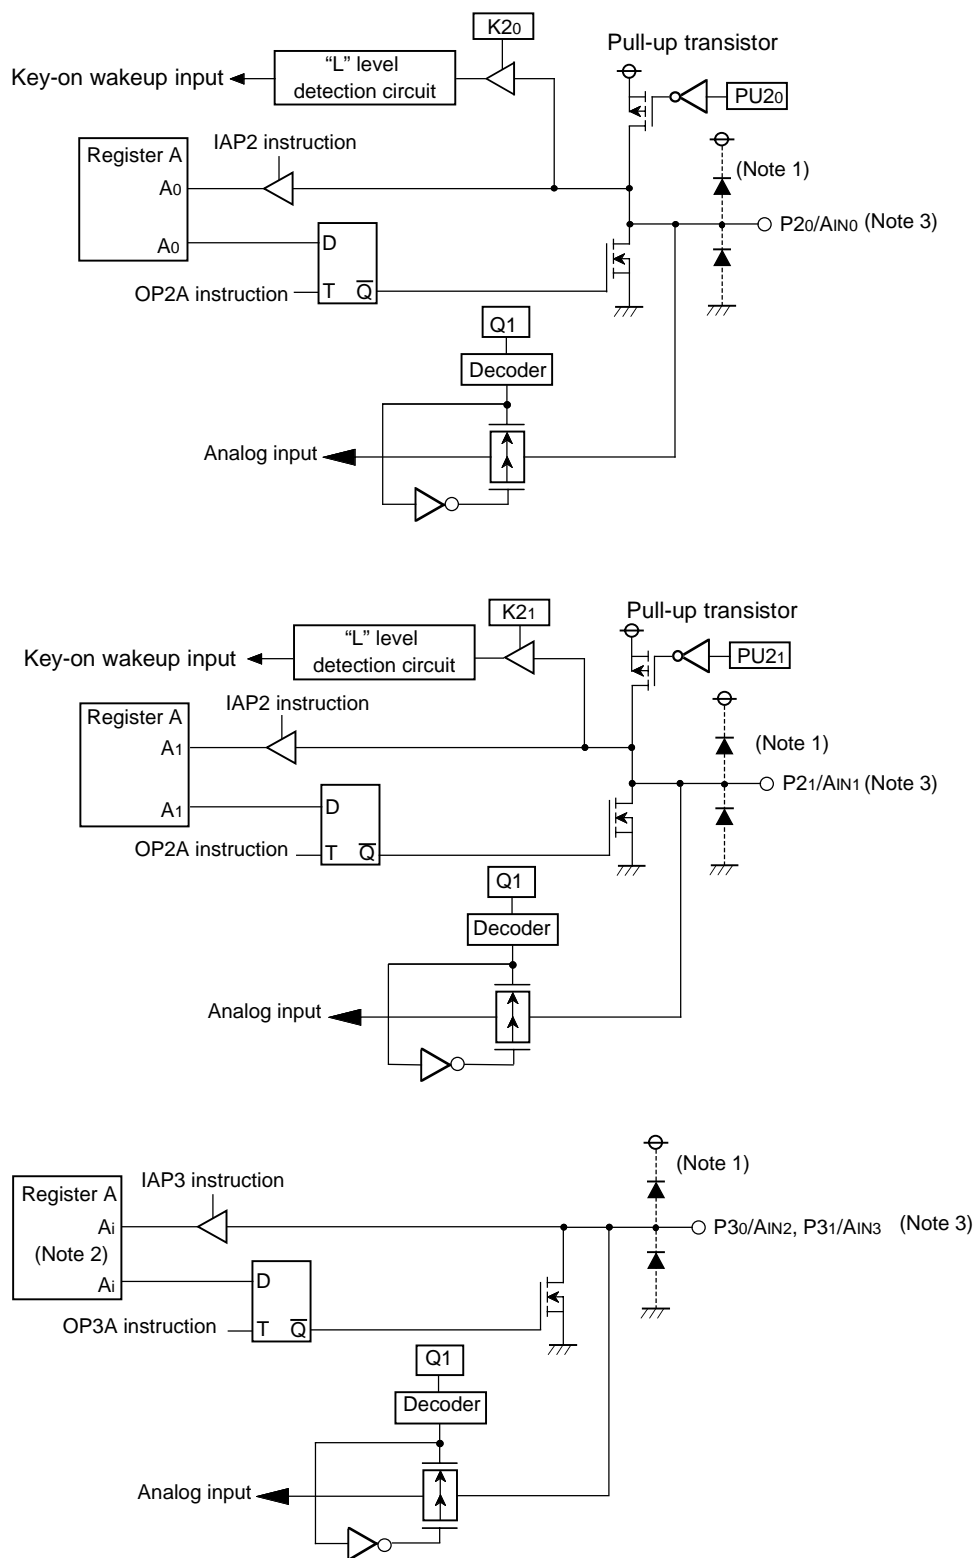 K20
Pull-up transistor
Key-on wakeup input
“L” level
detection circuit
PU20
IAP2 instruction
Register A
A0
(Note 1)
A0
D
P20/AIN0 (Note 3)
OP2A instruction
T Q
Q1
Decoder
Analog input
K21
Pull-up transistor
Key-on wakeup input
“L” level
detection circuit
PU21
IAP2 instruction
Register A
A1
(Note 1)
A1
D
P21/AIN1 (Note 3)
OP2A instruction
T Q
Q1
Decoder
Analog input
IAP3 instruction
(Note 1)
Register A
Ai
P30/AIN2, P31/AIN3 (Note 3)
(Note 2)
Ai
D
OP3A instruction
T Q
Q1
Decoder
Analog input